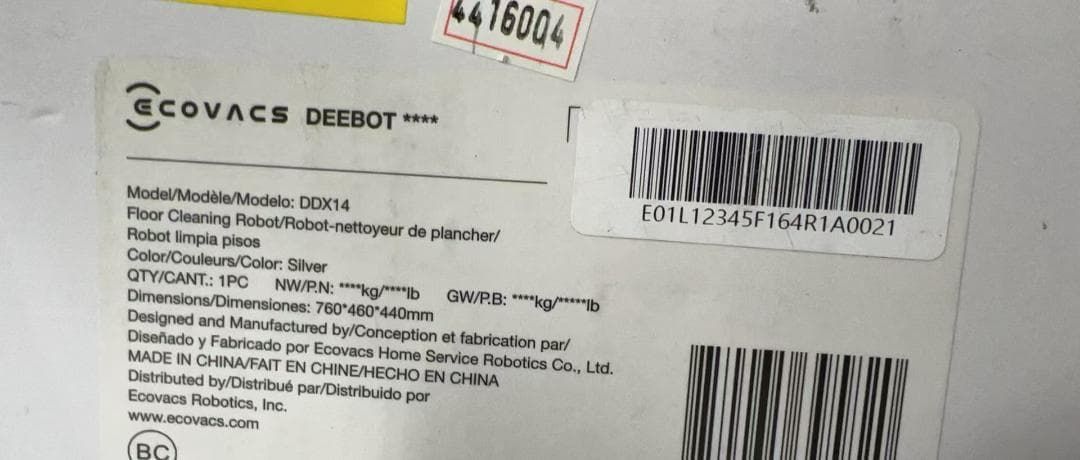 4416004
ECOVACS DEEBOT ****
E01L12345F164R1A0021
Model/Modèle/Modelo: DDX14
Floor Cleaning Robot/Robot-nettoyeur de plancher/
Robot limpia pisos
Color/Couleurs/Color: Silver
QTY/CANT.: 1PC NW/P.N: ****kg/****lb GW/P.B: ****kg/*****lb
Dimensions/Dimensiones: 760*460*440mm
Designed and Manufactured by/Conception et fabrication par/
Diseñado y Fabricado por Ecovacs Home Service Robotics Co., Ltd.
MADE IN CHINA/FAIT EN CHINE/HECHO EN CHINA
Distributed by/Distribué par/Distribuido por
Ecovacs Robotics, Inc.
www.ecovacs.com
BC